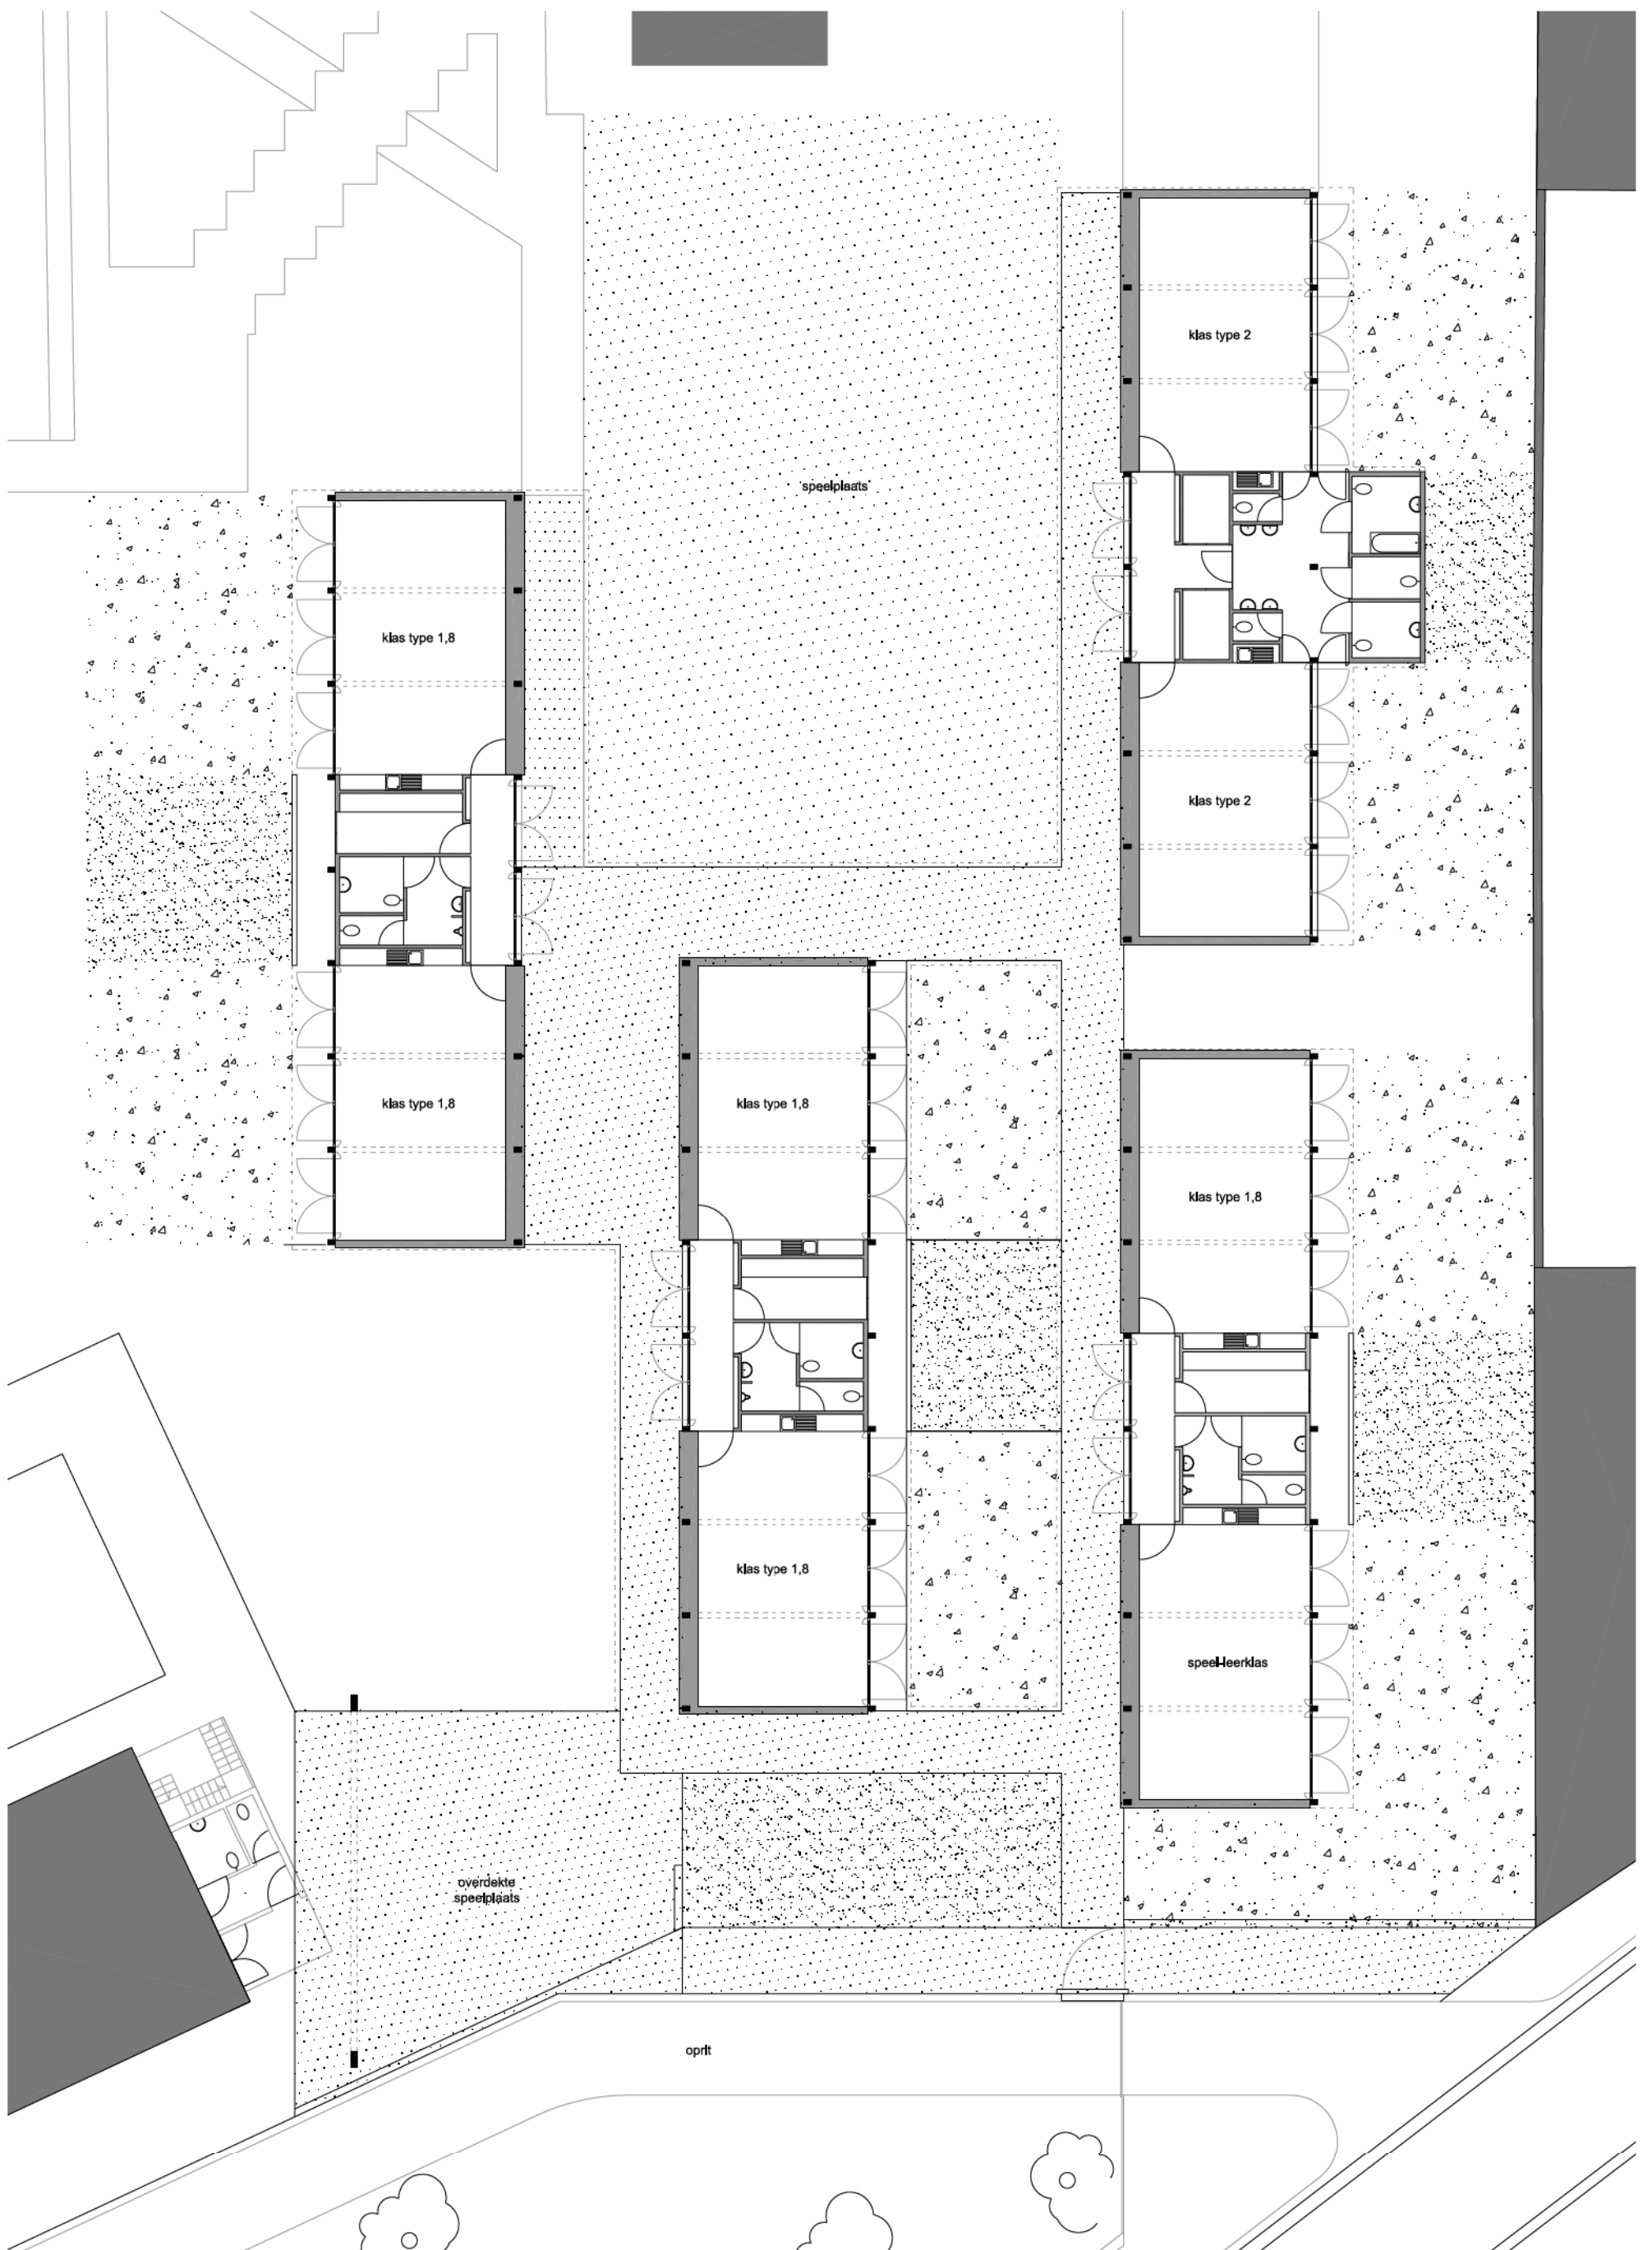 klas type 2
speelplaats
klas type 1,8
klas type 2
klas type 1,8
klas type 1,8
klas type 1,8
klas type 1,8
speel-leerklas
overdekte
speelplaats
oprit